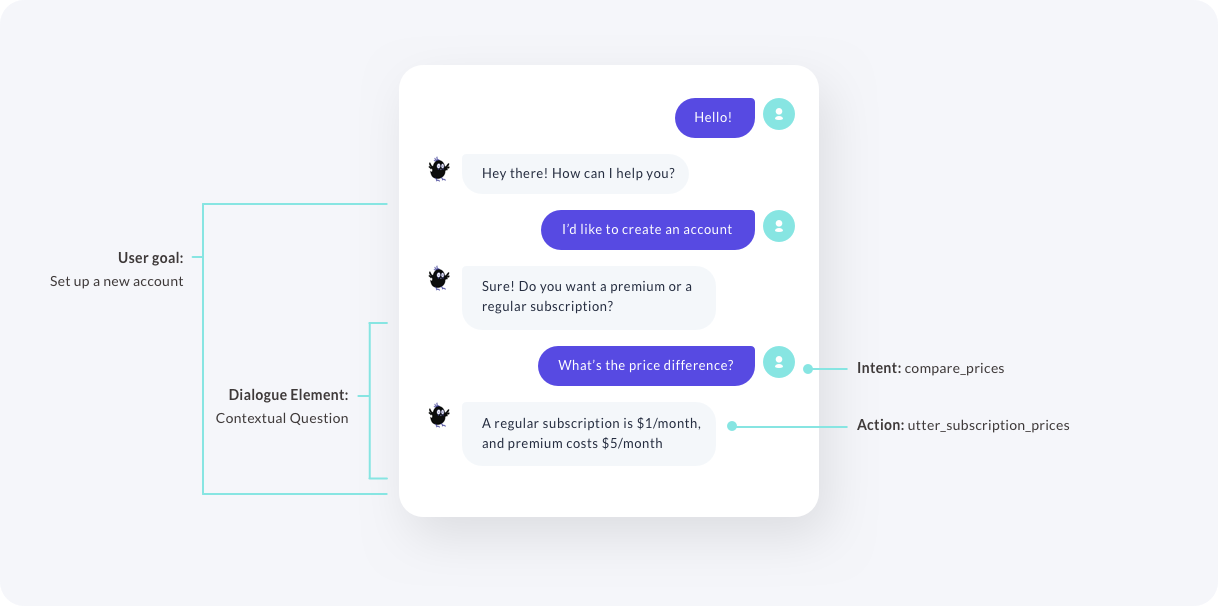 Hello!
Hey there! How can I help you?
I'd like to create an account
User goal:
Set up a new account
Sure! Do you want a premium or a
regular subscription?
What's the price difference?
Intent: compare_prices
Dialogue Element:
Contextual Question
A regular subscription is $1/month,
and premium costs $5/month
Action: utter_subscription_prices